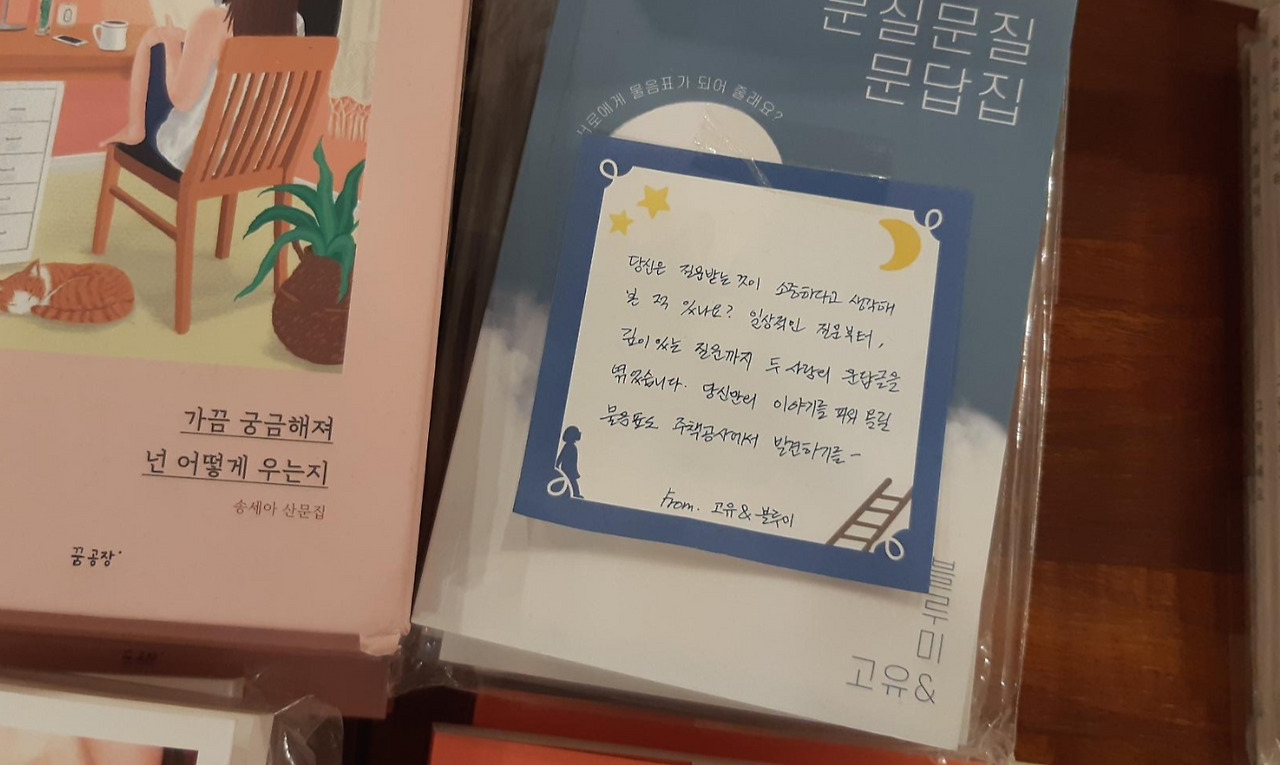 가끔 궁금해져
넌 어떻게 우는지
송세아 산문집
꿈공장
문질문질
문답집
서로에게 물음표가 되어 줄래요?
당신은 질문받는 것이 소중하다고 생각해
본 적 있나요? 일상적인 질문부터,
깊이 있는 질문까지 두 사람의 문답글을
엮었습니다. 당신만의 이야기를 피워 물릴
물음표도 주책공사에서 발견하기를-
from. 고유 & 블루미
블루미
고유&